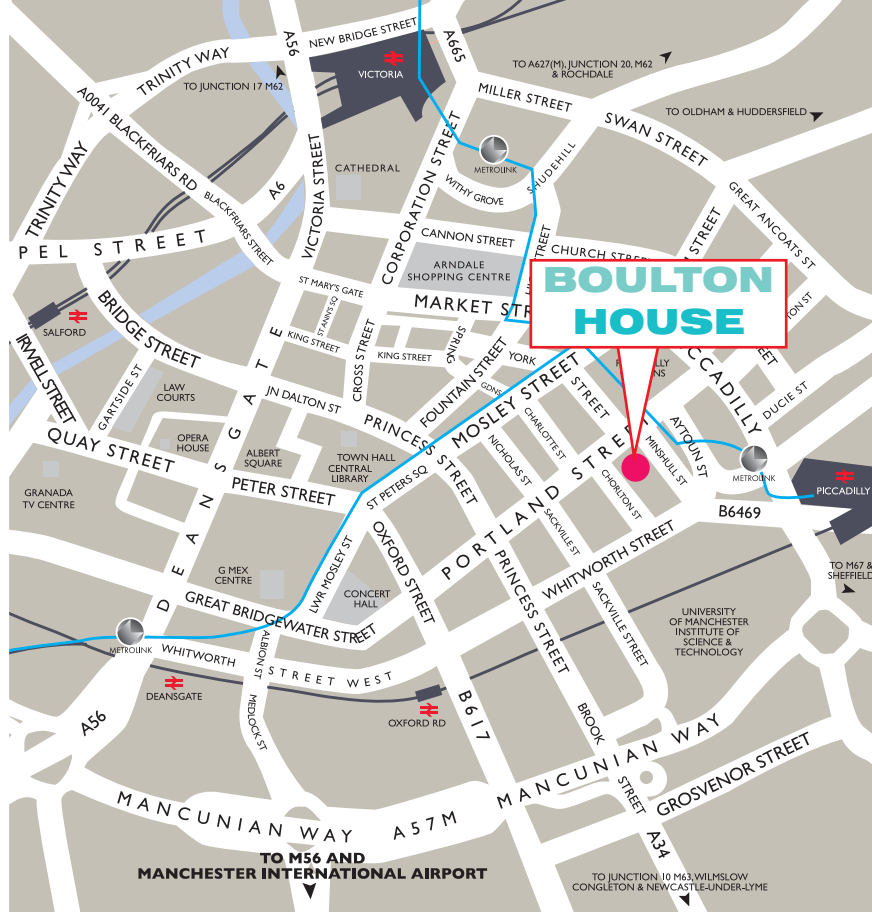 NEW BRIDGE STREET
A56
A665
TRINITY WAY
VICTORIA
TO JUNCTION 17 M62
TO A627(M), JUNCTION 20, M62
& ROCHDALE
MILLER STREET
TO OLDHAM & HUDDERSFIELD
SWAN STREET
A0041 BLACKFRIARS RD
TRINITY WAY
CATHEDRAL
METROLINK
SHUDEHILL
WITHY GROVE
A6
BLACKFRIARS STREET
VICTORIA STREET
CORPORATION STREET
GREAT ANCOATS ST
PEL STREET
CANNON STREET
CHURCH STREET
STREET
ARNDALE
SHOPPING CENTRE
BOULTON
HOUSE
ST MARY'S GATE
MARKET STR
ST ANN'S SQ
BRIDGE STREET
SALFORD
KING STREET
KING STREET
CROSS STREET
SPRING
GDNS
YORK
FOUNTAIN STREET
MOSLEY STREET
STREET
CCADILLY
DUCIE ST
IRWELL STREET
GARTSIDE ST
LAW
COURTS
JN DALTON ST
PRINCESS STREET
CHARLOTTE ST
NICHOLAS ST
PORTLAND STREET
AYTOUN ST
MINSHULL ST
CHORLTON ST
QUAY STREET
OPERA
HOUSE
ALBERT
SQUARE
TOWN HALL
CENTRAL
LIBRARY
PETER STREET
ST PETERS SQ
GRANADA
TV CENTRE
METROLINK
PICCADILLY
B6469
DEANSGATE
SACKVILLE ST
OXFORD STREET
LWR MOSLEY ST
WHITWORTH STREET
G MEX
CENTRE
CONCERT
HALL
PRINCESS STREET
SACKVILLE STREET
TO M67 &
SHEFFIELD
GREAT BRIDGEWATER STREET
UNIVERSITY
OF MANCHESTER
INSTITUTE OF
SCIENCE &
TECHNOLOGY
METROLINK
WHITWORTH STREET WEST
ALBION ST
MEDLOCK ST
DEANSGATE
OXFORD RD
A56
B617
BROOK
STREET
MANCUNIAN WAY A57M MANCUNIAN WAY
GROSVENOR STREET
A34
TO M56 AND
MANCHESTER INTERNATIONAL AIRPORT
TO JUNCTION 10 M63, WILMSLOW
CONGLETON & NEWCASTLE-UNDER-LYME